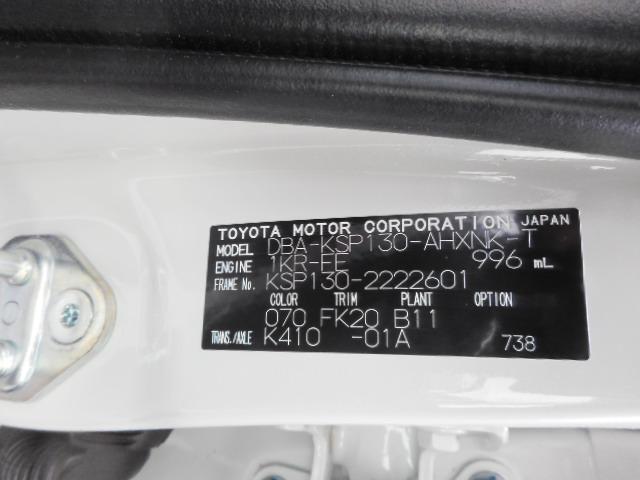 TOYOTA MOTOR CORPORATION JAPAN
MODEL DBA-KSP130-AHXNK-T
ENGINE 1KR-FE 996 mL
FRAME No. KSP130-2222601
COLOR TRIM PLANT OPTION
070 FK20 B11
TRANS./AXLE K410 -01A 738